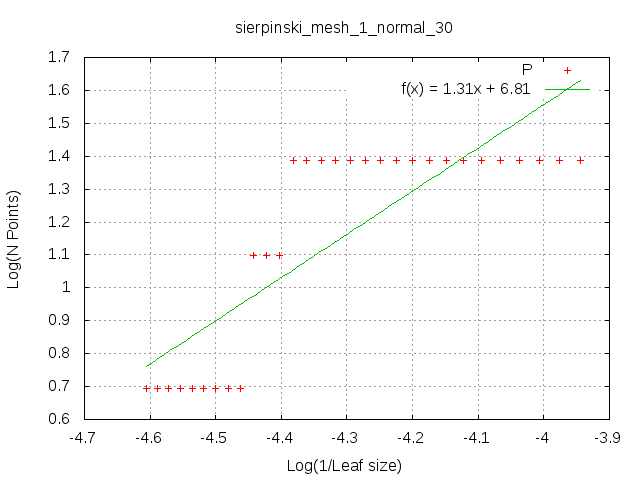 sierpinski_mesh_1_normal_30
P
f(x) = 1.31x + 6.81
1.7
1.6
1.5
1.4
1.3
1.2
1.1
1
0.9
0.8
0.7
0.6
Log(N Points)
-4.7 -4.6 -4.5 -4.4 -4.3 -4.2 -4.1 -4 -3.9
Log(1/Leaf size)